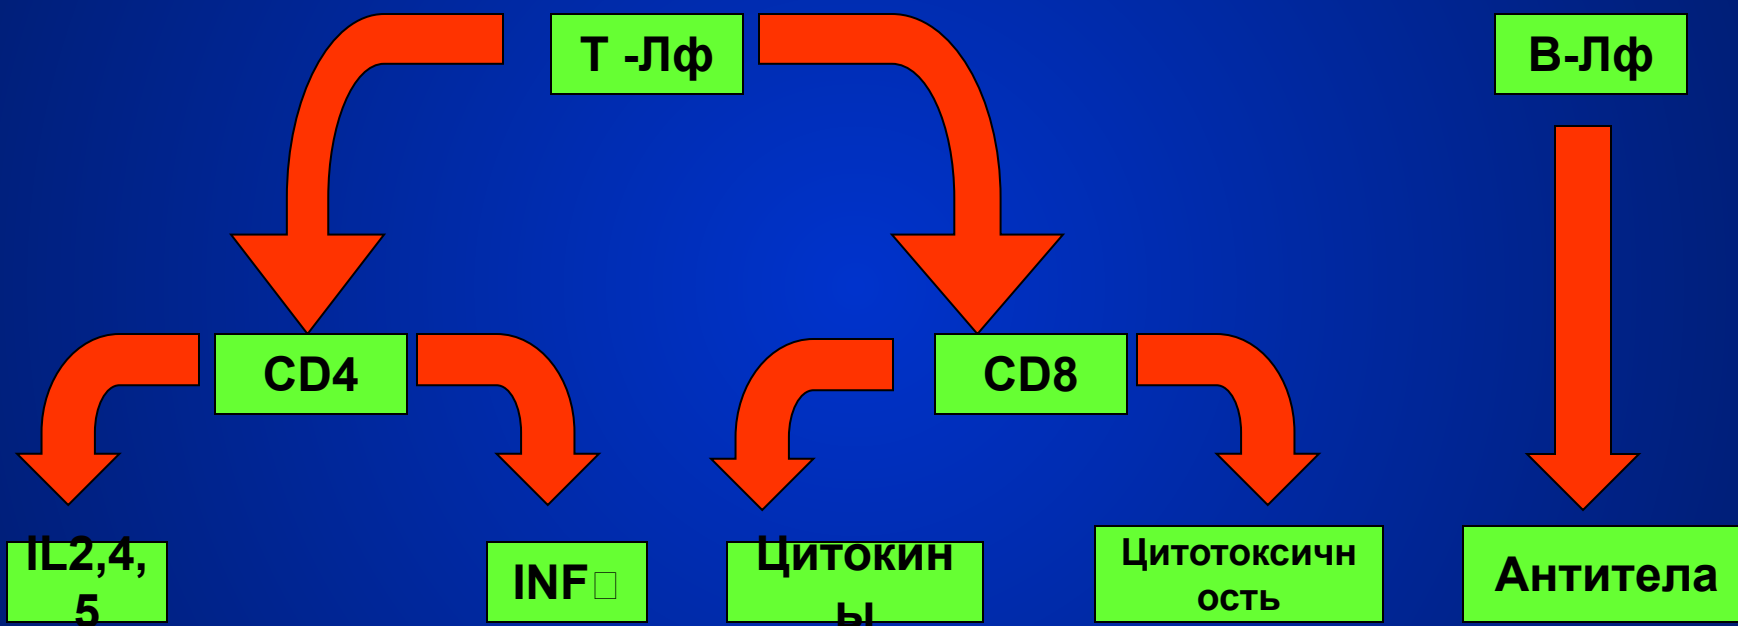 Т -Лф
В-Лф
CD4
CD8
IL2,4,
5
INF□
Цитокин
ы
Цитотоксичн
ость
Антитела